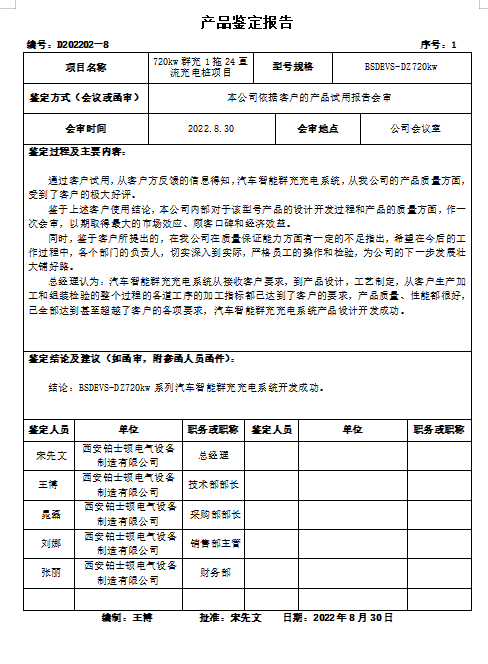 产品鉴定报告
编号：D202202-8 序号：1
项目名称 720kw群充1拖24直 型号规格 BSDEVS-DZ720kw
流充电桩项目
鉴定方式（会议或函审） 本公司依据客户的产品试用报告会审
会审时间 2022.8.30 会审地点 公司会议室
鉴定过程及主要内容：
通过客户试用，从客户方反馈的信息得知，汽车智能群充充电系统，从我公司的产品质量方面，
受到了客户的极大好评。
鉴于上述客户使用结论，本公司内部对于该型号产品的设计开发过程和产品的质量方面，作一
次会审，以期取得最大的市场效应、顾客口碑和经济效益。
同时，鉴于客户所提出的，在我公司在质量保证能力方面有一定的不足指出，希望在今后的工
作过程中，各个部门的负责人，切实深入到实际，严格员工的操作和检验，为公司的下一步发展壮
大铺好路。
总经理认为：汽车智能群充充电系统从接收客户要求，到产品设计，工艺制定，从客户生产加
工和组装检验的整个过程的各道工序的加工指标都已达到了客户的要求，产品质量、性能都很好，
已全部达到甚至超越了客户的各项要求，汽车智能群充充电系统产品设计开发成功。
鉴定结论及建议（如函审，附参函人员函件）：
结论：BSDEVS-DZ720kw系列汽车智能群充充电系统开发成功。
鉴定人员 单位 职务或职称 鉴定人员 单位 职务或职称
宋先文 西安铂士顿电气设备 总经理
制造有限公司
王博 西安铂士顿电气设备 技术部部长
制造有限公司
晁磊 西安铂士顿电气设备 采购部部长
制造有限公司
刘娜 西安铂士顿电气设备 销售部主管
制造有限公司
张丽 西安铂士顿电气设备 财务部
制造有限公司
编制：王博 批准：宋先文 日期：2022年8月30日